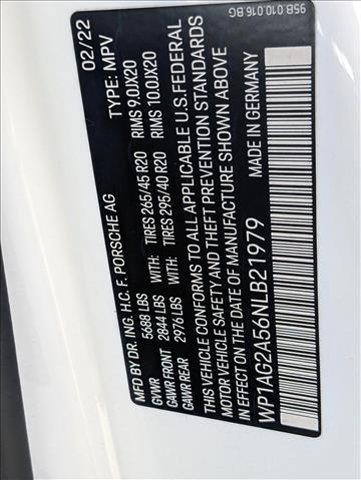 95B.010.016.BG
MFD BY DR. ING. H.C. F. PORSCHE AG 02/22
GVWR 5688 LBS TYPE: MPV
GAWR FRONT 2844 LBS WITH: TIRES 265/45 R20 RIMS 9.0JX20
GAWR REAR 2976 LBS WITH: TIRES 295/40 R20 RIMS 10.0JX20
THIS VEHICLE CONFORMS TO ALL APPLICABLE U.S. FEDERAL
MOTOR VEHICLE SAFETY AND THEFT PREVENTION STANDARDS
IN EFFECT ON THE DATE OF MANUFACTURE SHOWN ABOVE
WP1AG2A56NLB21979 MADE IN GERMANY